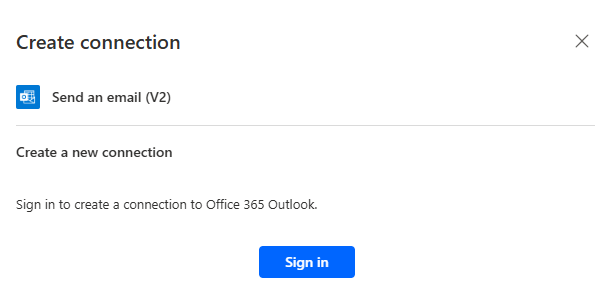 Create connection
Send an email (V2)
Create a new connection
Sign in to create a connection to Office 365 Outlook.
Sign in